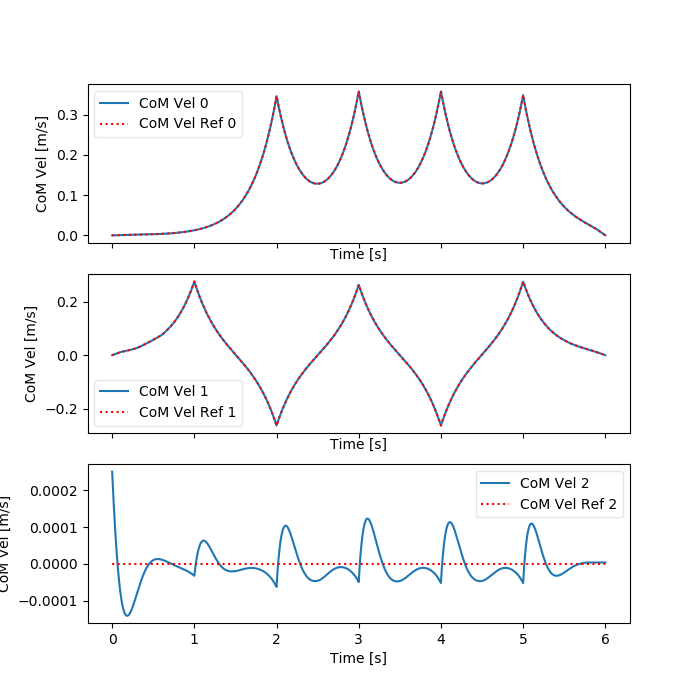 CoM Vel [m/s]
0.3
0.2
0.1
0.0
CoM Vel 0
CoM Vel Ref 0
Time [s]
CoM Vel [m/s]
0.2
0.0
−0.2
CoM Vel 1
CoM Vel Ref 1
Time [s]
CoM Vel [m/s]
0.0002
0.0001
0.0000
−0.0001
CoM Vel 2
CoM Vel Ref 2
0 1 2 3 4 5 6
Time [s]